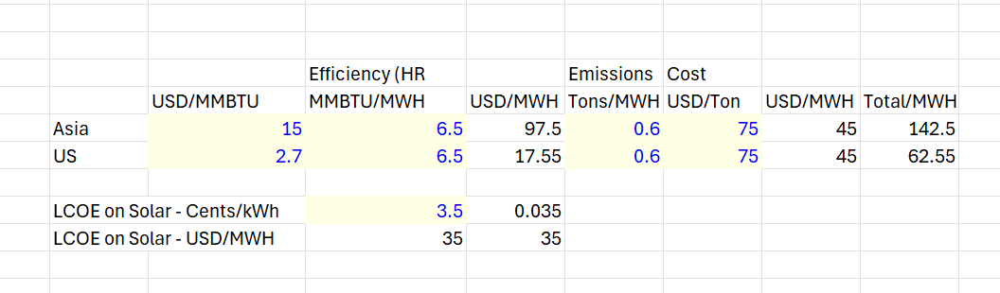 Efficiency (HR Emissions Cost
USD/MMBTU MMBTU/MWH USD/MWH Tons/MWH USD/Ton USD/MWH Total/MWH
Asia 15 6.5 97.5 0.6 75 45 142.5
US 2.7 6.5 17.55 0.6 75 45 62.55
LCOE on Solar - Cents/kWh 3.5 0.035
LCOE on Solar - USD/MWH 35 35